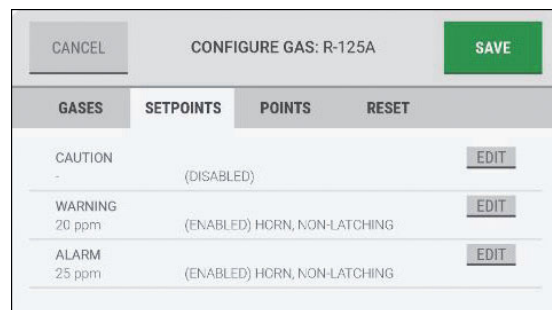 CANCEL CONFIGURE GAS: R-125A SAVE
GASES SETPOINTS POINTS RESET
CAUTION EDIT
- (DISABLED)
WARNING EDIT
20 ppm (ENABLED) HORN, NON-LATCHING
ALARM EDIT
25 ppm (ENABLED) HORN, NON-LATCHING